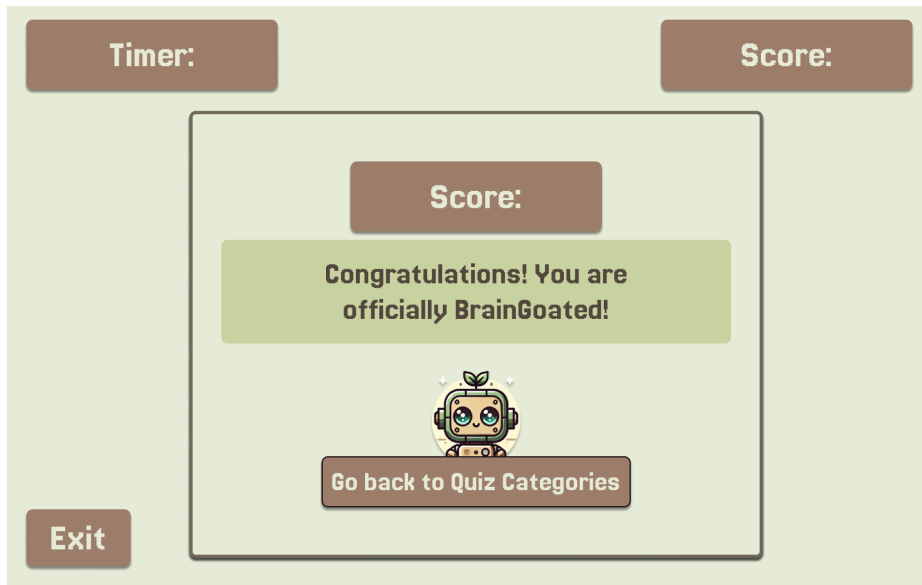 Timer:
Score:
Score:
Congratulations! You are
officially BrainGoated!
Go back to Quiz Categories
Exit